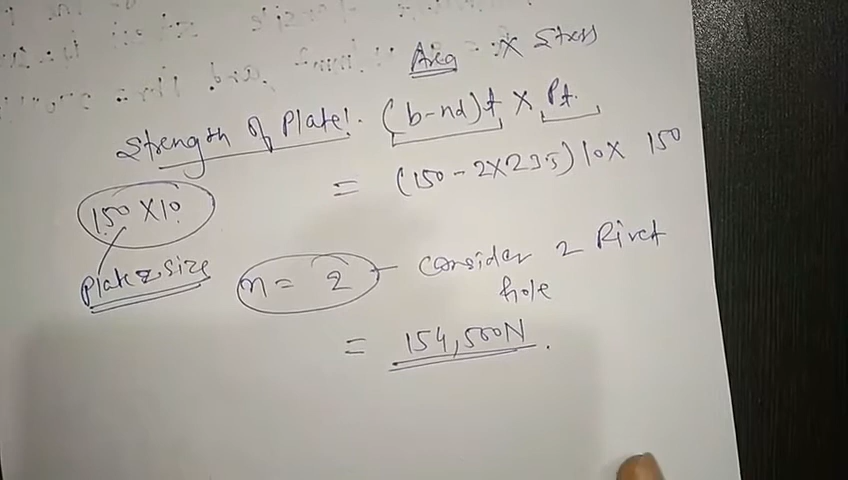 Area × Stress
Strength of Plate! (b-nd)t × Pt.
= (150 - 2×23.5) 10 × 150
150 × 10
Plate size
n = 2 - Consider 2 Rivet
hole
= 154,500N.